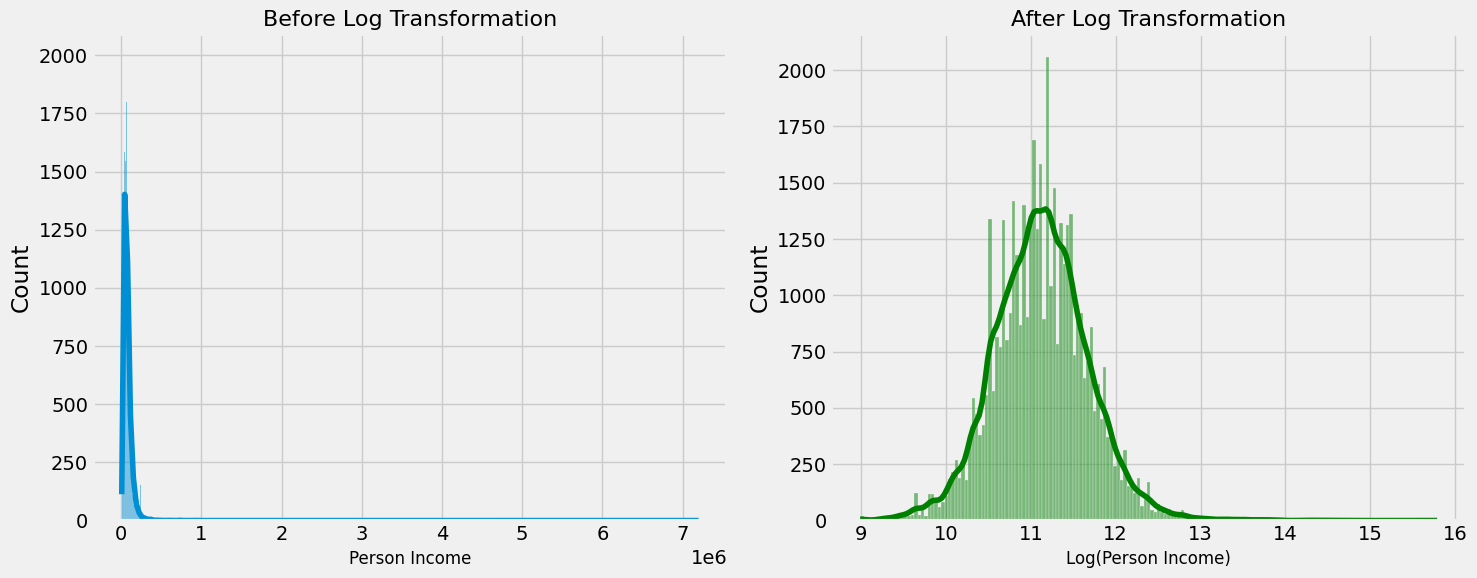 Before Log Transformation
Count
2000
1750
1500
1250
1000
750
500
250
0
0 1 2 3 4 5 6 7
1e6
Person Income
After Log Transformation
Count
2000
1750
1500
1250
1000
750
500
250
0
9 10 11 12 13 14 15 16
Log(Person Income)